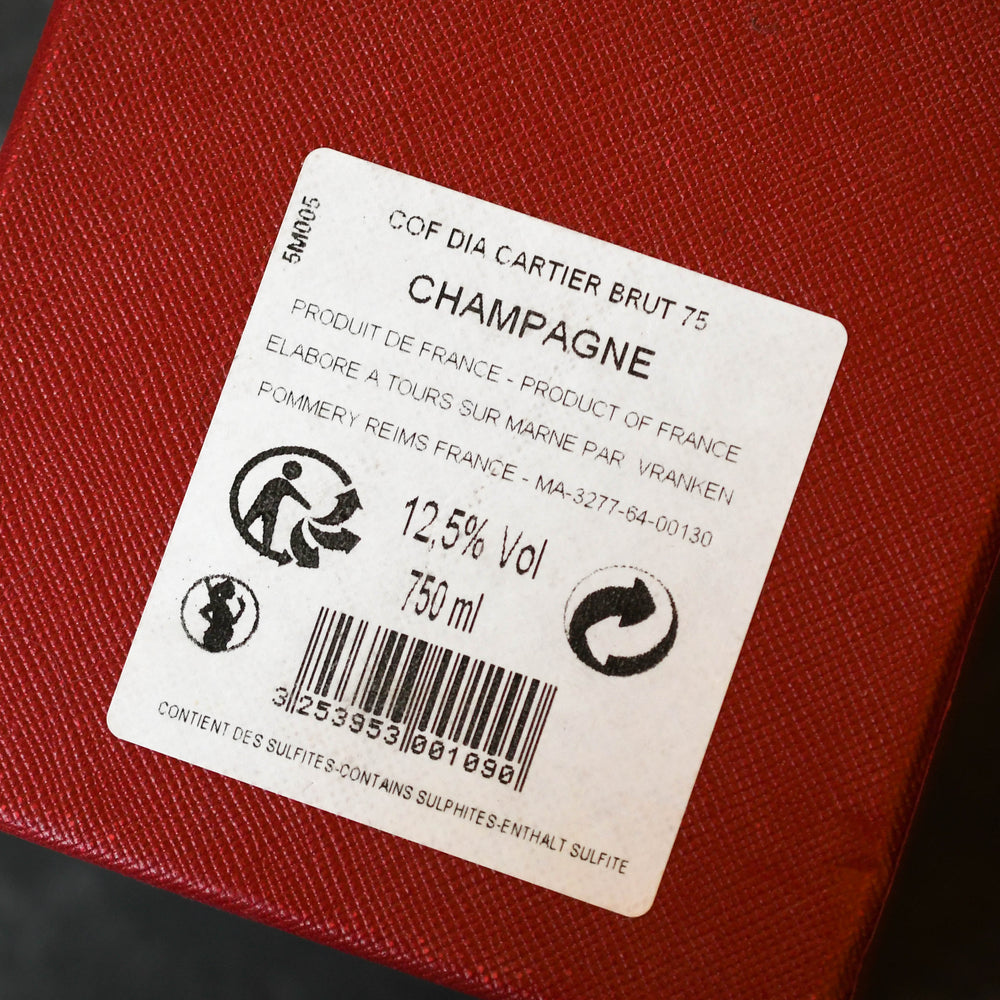 5M005
COF DIA CARTIER BRUT 75
CHAMPAGNE
PRODUIT DE FRANCE - PRODUCT OF FRANCE
ELABORE A TOURS SUR MARNE PAR VRANKEN
POMMERY REIMS FRANCE - MA-3277-64-00130
12,5% Vol
750 ml
3 253953 001090
CONTIENT DES SULFITES-CONTAINS SULPHITES-ENTHALT SULFITE